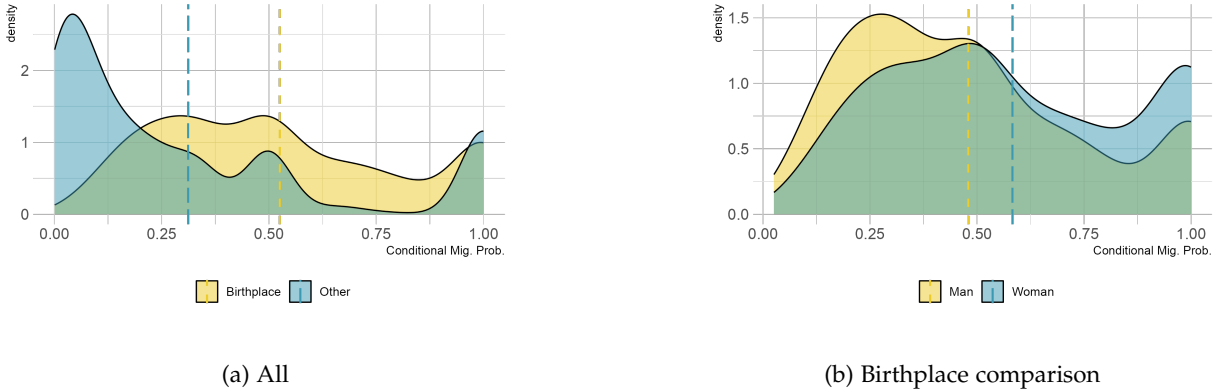 density
2
1
0
0.00 0.25 0.50 0.75 1.00
Conditional Mig. Prob.
Birthplace Other
(a) All
density
1.5
1.0
0.5
0.0
0.00 0.25 0.50 0.75 1.00
Conditional Mig. Prob.
Man Woman
(b) Birthplace comparison